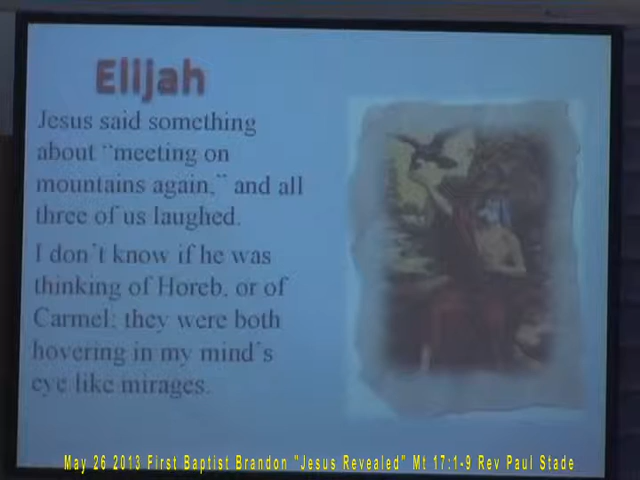 Elijah
Jesus said something
about "meeting on
mountains again," and all
three of us laughed.
I don't know if he was
thinking of Horeb, or of
Carmel; they were both
hovering in my mind's
eye like mirages.
May 26 2013 First Baptist Brandon "Jesus Revealed" Mt 17:1-9 Rev Paul Stade